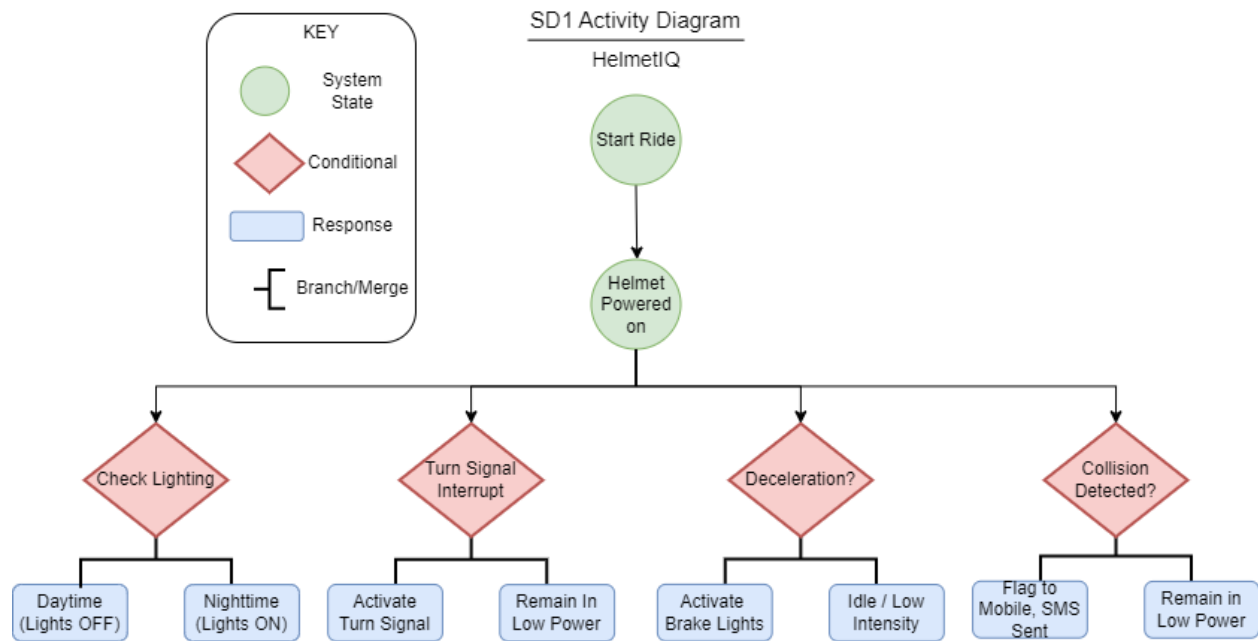 SD1 Activity Diagram
HelmetIQ
KEY
System
State
Conditional
Response
Branch/Merge
Start Ride
Helmet
Powered
on
Check Lighting
Turn Signal
Interrupt
Deceleration?
Collision
Detected?
Daytime
(Lights OFF)
Nighttime
(Lights ON)
Activate
Turn Signal
Remain In
Low Power
Activate
Brake Lights
Idle / Low
Intensity
Flag to
Mobile, SMS
Sent
Remain in
Low Power